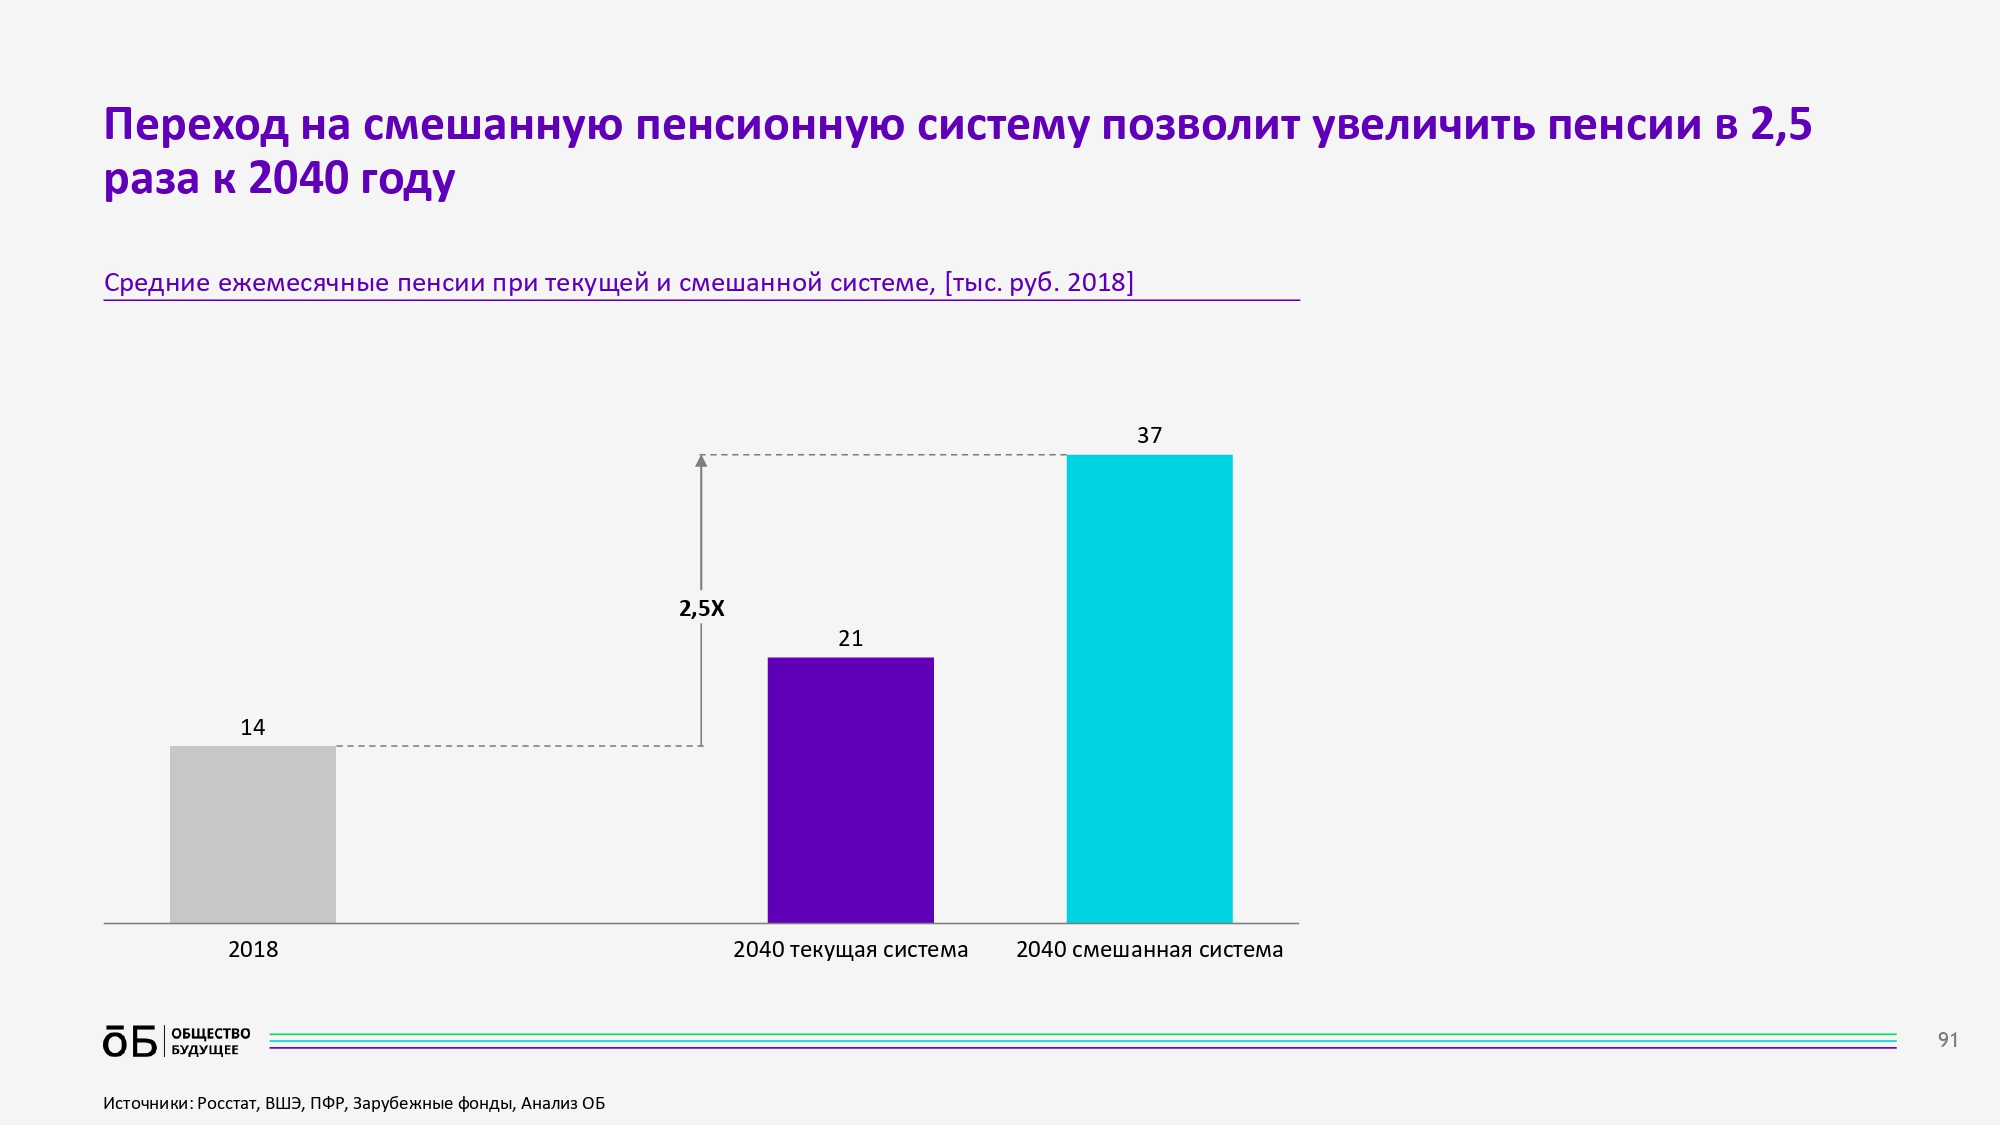 Переход на смешанную пенсионную систему позволит увеличить пенсии в 2,5
раза к 2040 году
Средние ежемесячные пенсии при текущей и смешанной системе, [тыс. руб. 2018]
37
2,5X
21
14
2018
2040 текущая система
2040 смешанная система
ōБ
ОБЩЕСТВО
БУДУЩЕЕ
91
Источники: Росстат, ВШЭ, ПФР, Зарубежные фонды, Анализ ОБ